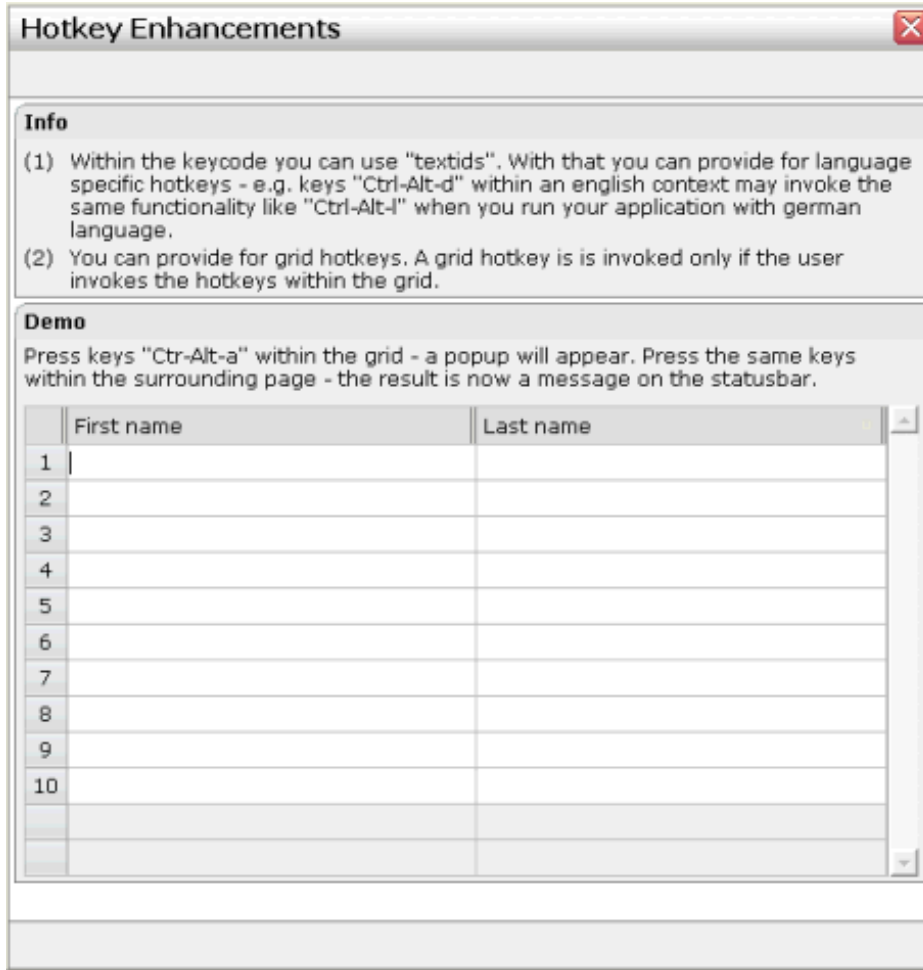 Hotkey Enhancements
Info
(1) Within the keycode you can use "textids". With that you can provide for language
specific hotkeys - e.g. keys "Ctrl-Alt-d" within an english context may invoke the
same functionality like "Ctrl-Alt-l" when you run your application with german
language.
(2) You can provide for grid hotkeys. A grid hotkey is is invoked only if the user
invokes the hotkeys within the grid.
Demo
Press keys "Ctr-Alt-a" within the grid - a popup will appear. Press the same keys
within the surrounding page - the result is now a message on the statusbar.
First name Last name
1
2
3
4
5
6
7
8
9
10